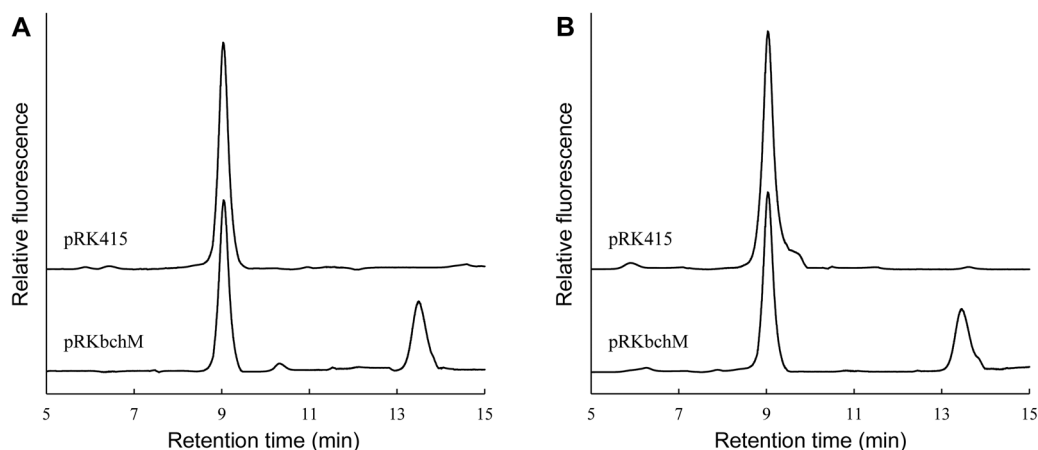 A
Relative fluorescence
pRK415
pRKbchM
5 7 9 11 13 15
Retention time (min)
B
Relative fluorescence
pRK415
pRKbchM
5 7 9 11 13 15
Retention time (min)